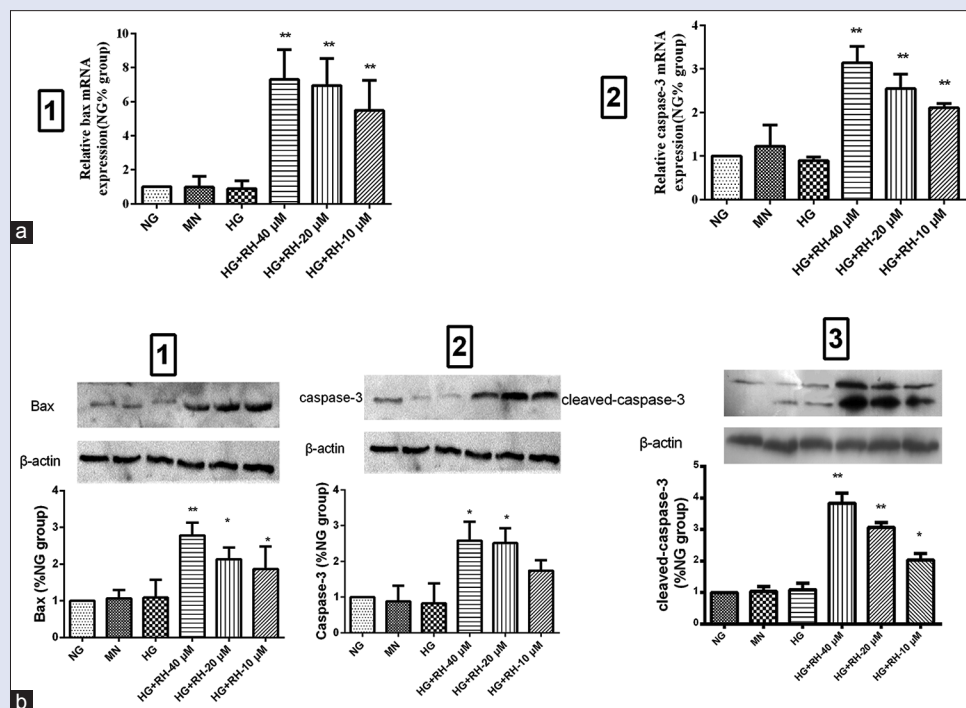 1
Relative bax mRNA
expression(NG% group)
10
8
6
4
2
0
**
**
**
NG
MN
HG
HG+RH-40 µM
HG+RH-20 µM
HG+RH-10 µM
2
Relative caspase-3 mRNA
expression(NG% group)
4
3
2
1
0
**
**
**
NG
MN
HG
HG+RH-40 µM
HG+RH-20 µM
HG+RH-10 µM
a
1
Bax
β-actin
Bax (%NG group)
4
3
2
1
0
**
*
*
NG
MN
HG
HG+RH-40 µM
HG+RH-20 µM
HG+RH-10 µM
2
caspase-3
β-actin
Caspase-3 (%NG group)
4
3
2
1
0
*
*
NG
MN
HG
HG+RH-40 µM
HG+RH-20 µM
HG+RH-10 µM
3
cleaved-caspase-3
β-actin
cleaved-caspase-3
(%NG group)
5
4
3
2
1
0
**
**
*
NG
MN
HG
HG+RH-40 µM
HG+RH-20 µM
HG+RH-10 µM
b